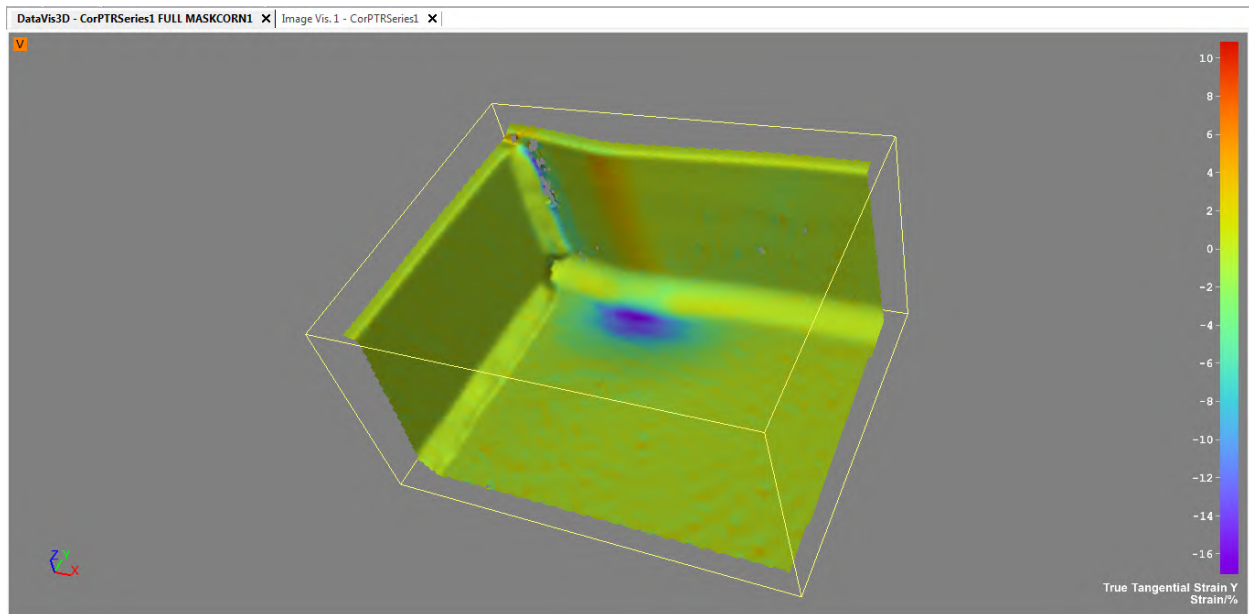 DataVis3D - CorPTRSeries1 FULL MASKCORN1 X Image Vis. 1 - CorPTRSeries1 X
V
10
8
6
4
2
0
-2
-4
-6
-8
-10
-12
-14
-16
Z Y X
True Tangential Strain Y
Strain/%